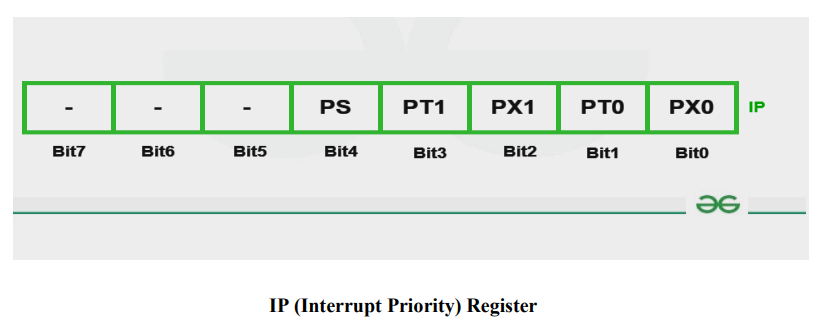 - - - PS PT1 PX1 PT0 PX0 IP
Bit7 Bit6 Bit5 Bit4 Bit3 Bit2 Bit1 Bit0
IP (Interrupt Priority) Register